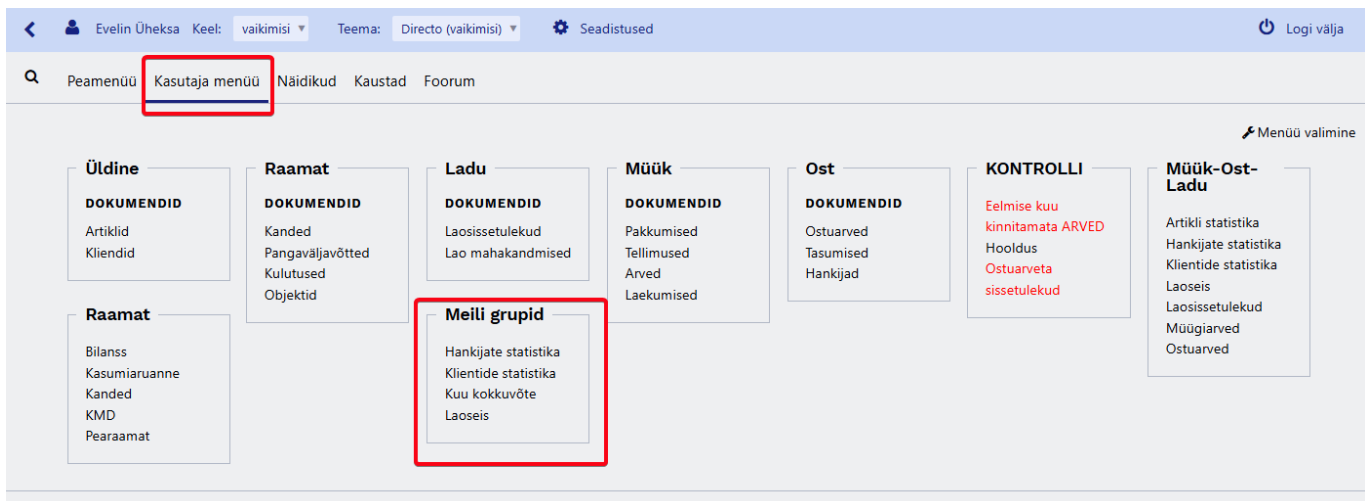 Evelin Üheksa Keel: vaikimisi Teema: Directo (vaikimisi) Seadistused Logi välja
Peamenüü Kasutaja menüü Näidikud Kaustad Foorum
Menüü valimine
Üldine
DOKUMENDID
Artiklid
Kliendid
Raamat
DOKUMENDID
Kanded
Pangaväljavõtted
Kulutused
Objektid
Ladu
DOKUMENDID
Laosissetulekud
Lao mahakandmised
Müük
DOKUMENDID
Pakkumised
Tellimused
Arved
Laekumised
Ost
DOKUMENDID
Ostuarved
Tasumised
Hankijad
KONTROLLI
Eelmise kuu
kinnitamata ARVED
Hooldus
Ostuarveta
sissetulekud
Müük-Ost-
Ladu
Artikli statistika
Hankijate statistika
Klientide statistika
Laoseis
Laosissetulekud
Müügiarved
Ostuarved
Raamat
Bilanss
Kasumiaruanne
Kanded
KMD
Pearaamat
Meili grupid
Hankijate statistika
Klientide statistika
Kuu kokkuvõte
Laoseis